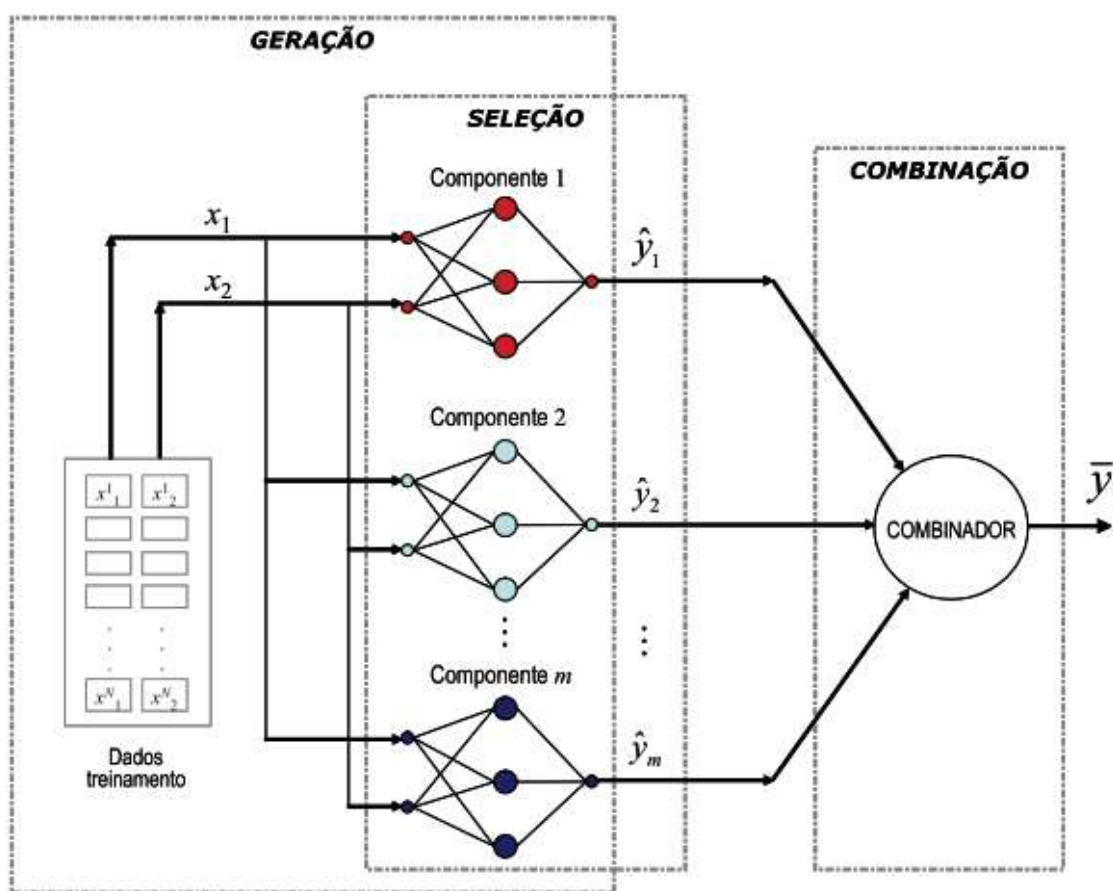 GERAÇÃO
SELEÇÃO
COMBINAÇÃO
Componente 1
x₁
ŷ₁
x₂
Componente 2
x¹₁ x¹₂
ŷ₂
COMBINADOR
ȳ
Componente m
xᴺ₁ xᴺ₂
ŷₘ
Dados
treinamento